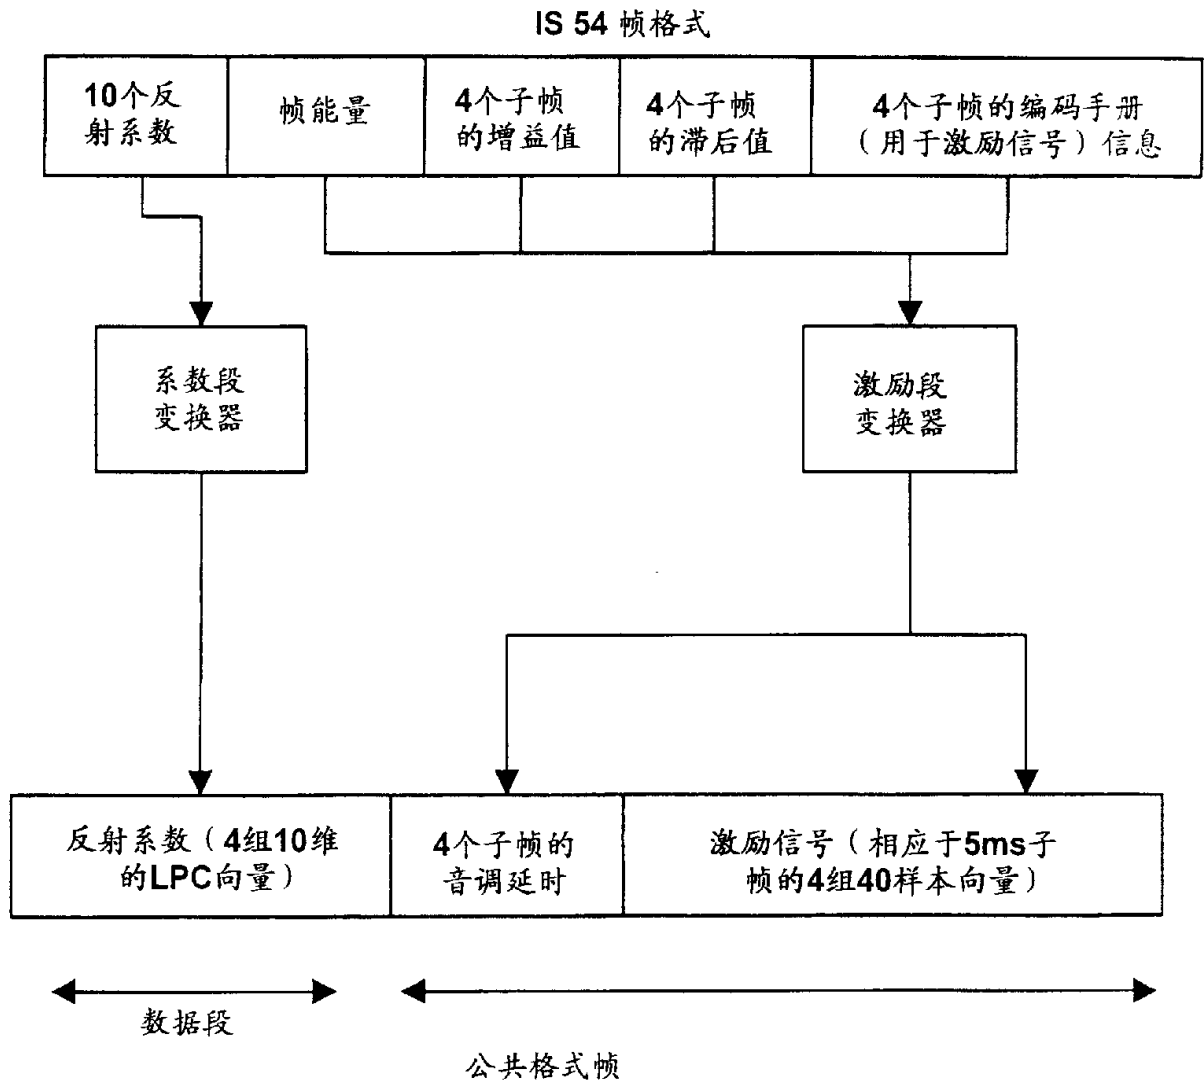 IS 54 帧格式
10个反
射系数
帧能量
4个子帧
的增益值
4个子帧
的滞后值
4个子帧的编码手册
（用于激励信号）信息
系数段
变换器
激励段
变换器
反射系数（4组10维
的LPC向量）
4个子帧的
音调延时
激励信号（相应于5ms子
帧的4组40样本向量）
数据段
公共格式帧